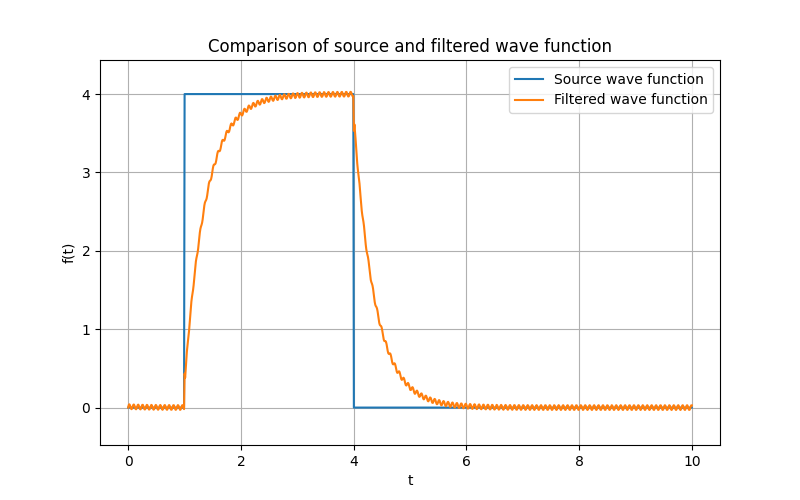 Comparison of source and filtered wave function
Source wave function
Filtered wave function
4
3
2
1
0
f(t)
0
2
4
6
8
10
t